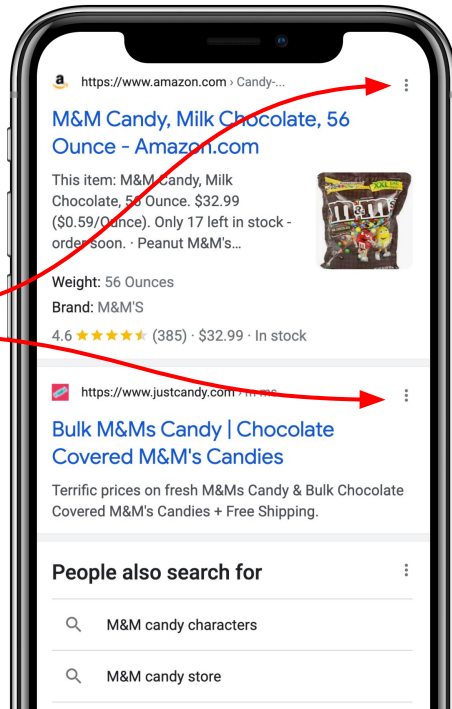 a https://www.amazon.com › Candy-...
M&M Candy, Milk Chocolate, 56
Ounce - Amazon.com
This item: M&M Candy, Milk
Chocolate, 56 Ounce. $32.99
($0.59/Ounce). Only 17 left in stock -
order soon. · Peanut M&M's...
XXL
m&m's
Weight: 56 Ounces
Brand: M&M'S
4.6 ★★★★★ (385) · $32.99 · In stock
https://www.justcandy.com
Bulk M&Ms Candy | Chocolate
Covered M&M's Candies
Terrific prices on fresh M&Ms Candy & Bulk Chocolate
Covered M&M's Candies + Free Shipping.
People also search for
M&M candy characters
M&M candy store